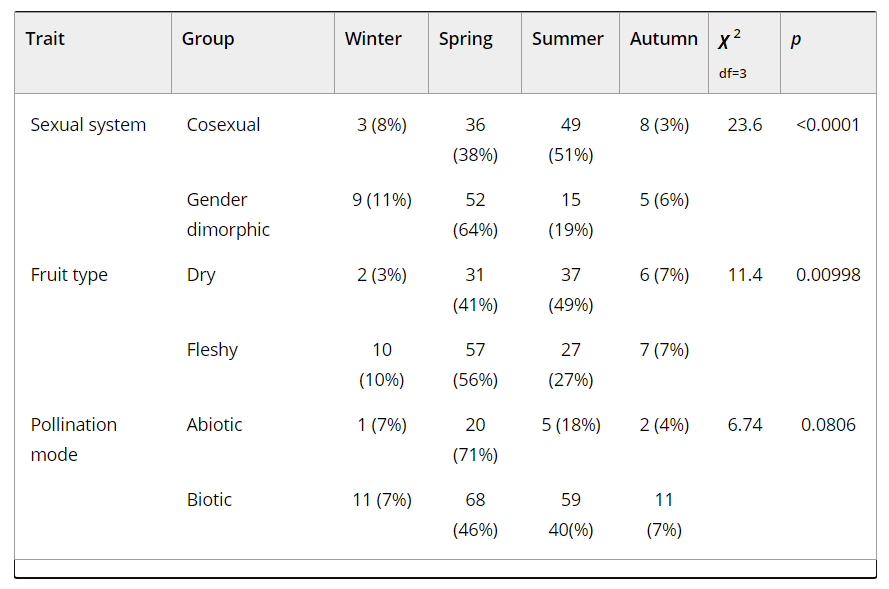 Trait Group Winter Spring Summer Autumn χ 2
df=3 p
Sexual system Cosexual 3 (8%) 36 49 8 (3%) 23.6 <0.0001
(38%) (51%)
Gender 9 (11%) 52 15 5 (6%)
dimorphic (64%) (19%)
Fruit type Dry 2 (3%) 31 37 6 (7%) 11.4 0.00998
(41%) (49%)
Fleshy 10 57 27 7 (7%)
(10%) (56%) (27%)
Pollination Abiotic 1 (7%) 20 5 (18%) 2 (4%) 6.74 0.0806
mode (71%)
Biotic 11 (7%) 68 59 11
(46%) 40(%) (7%)